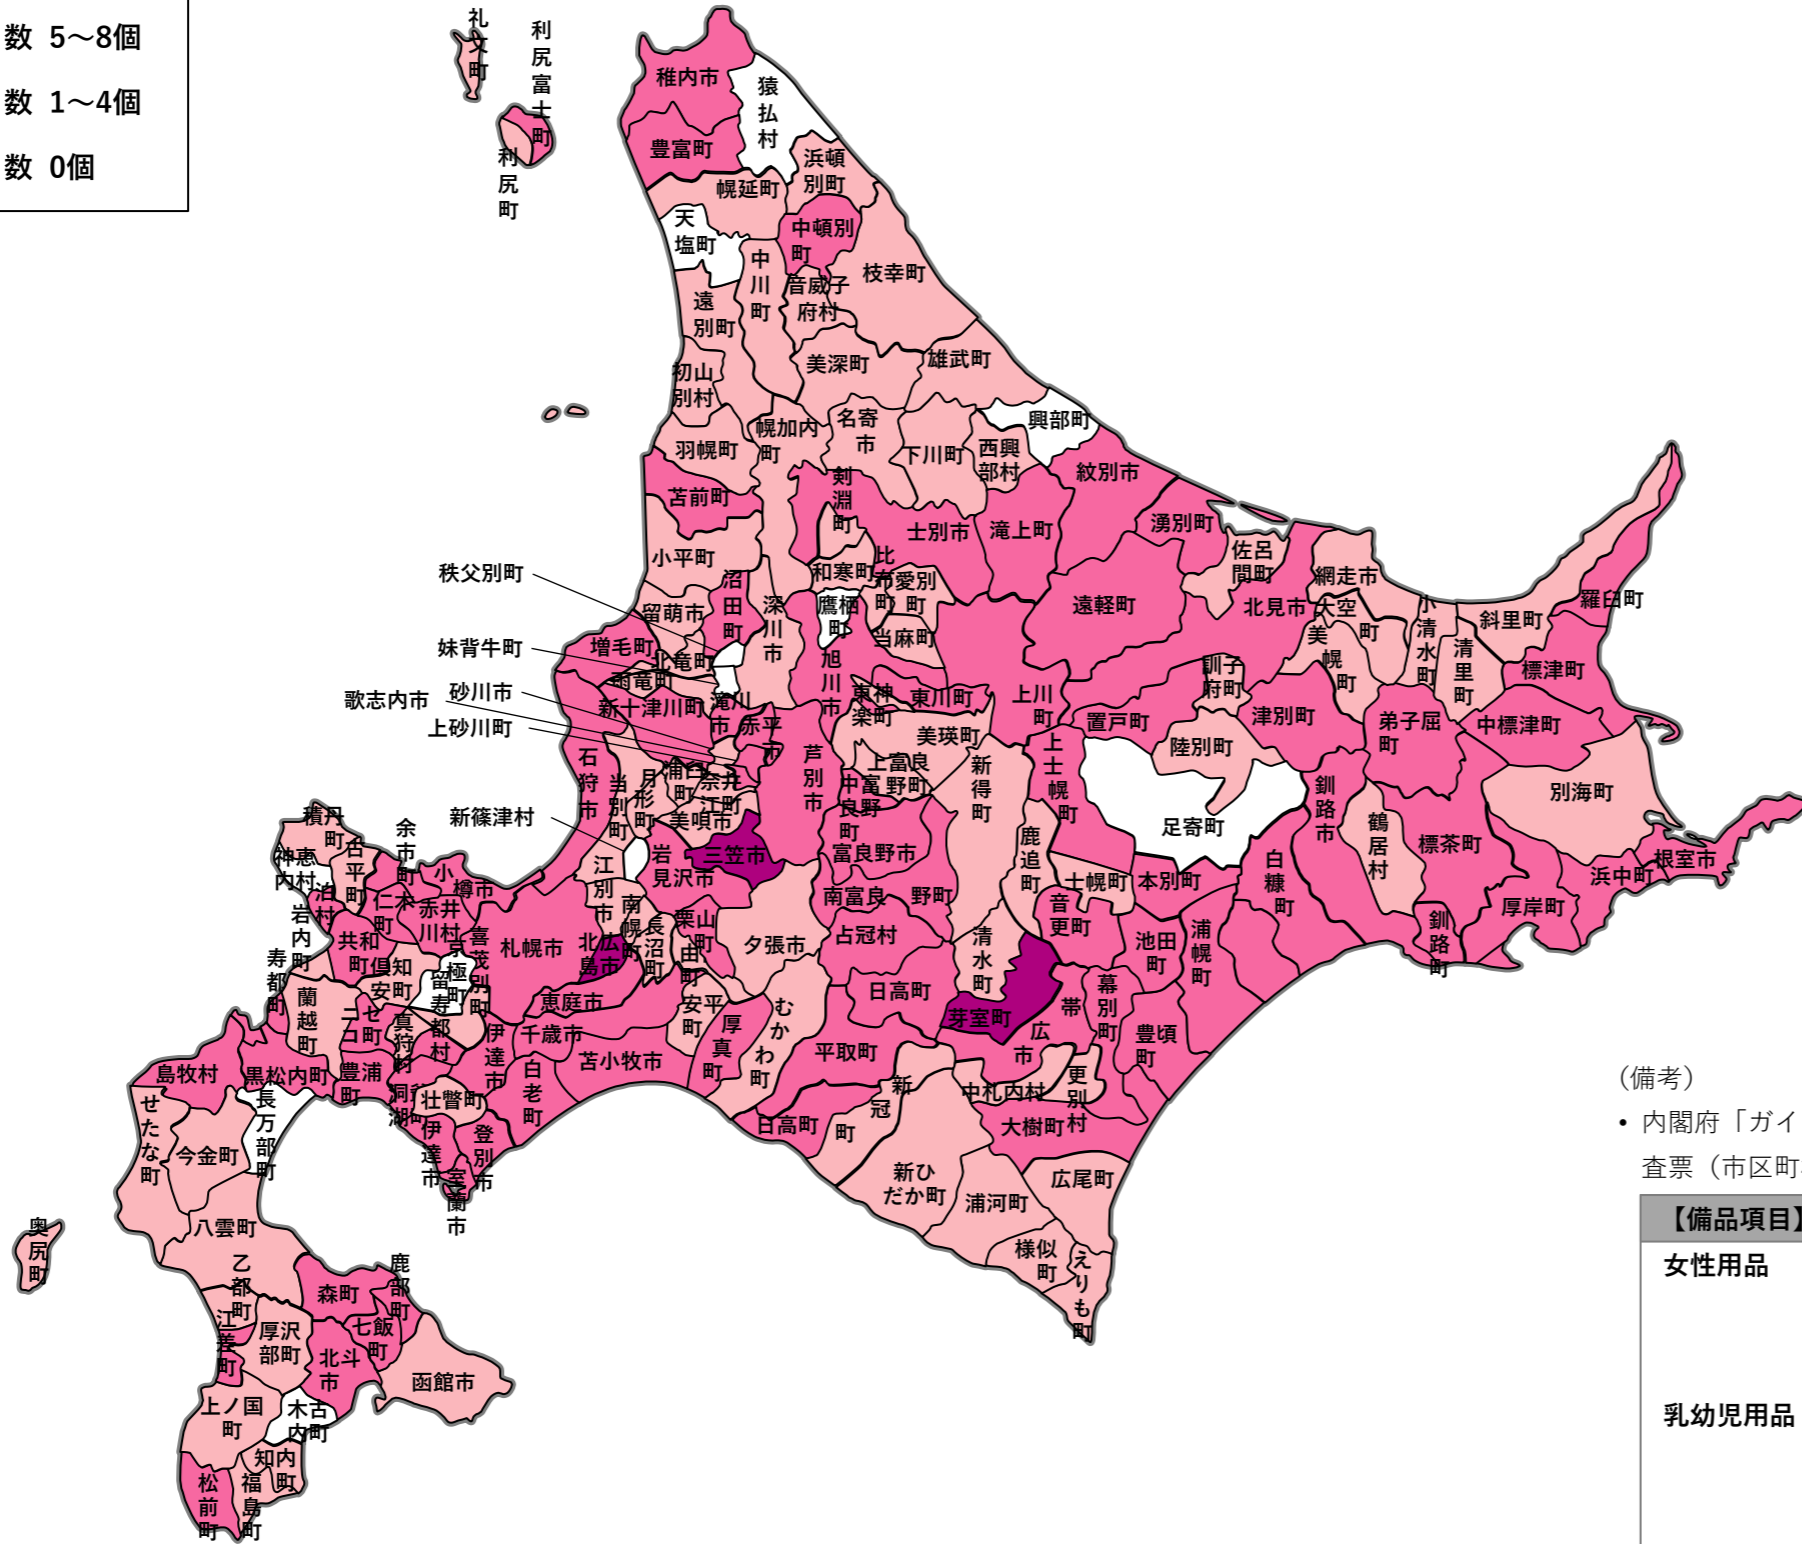 数 5～8個
数 1～4個
数 0個
礼文町
利尻富士町
利尻町
稚内市
猿払村
豊富町
浜頓別町
幌延町
天塩町
中頓別町
枝幸町
中川町
音威子府村
遠別町
美深町
雄武町
初山別村
興部町
羽幌町
幌加内町
名寄市
下川町
西興部村
紋別市
苫前町
剣淵町
士別市
滝上町
湧別町
佐呂間町
小平町
和寒町
比布町
愛別町
網走市
秩父別町
沼田町
深川市
鷹栖町
遠軽町
北見市
大空町
小清水町
斜里町
羅臼町
留萌市
当麻町
美幌町
清里町
増毛町
妹背牛町
北竜町
旭川市
訓子府町
標津町
雨竜町
東神楽町
東川町
上川町
歌志内市
砂川市
新十津川町
滝川市
赤平市
置戸町
津別町
弟子屈町
中標津町
上砂川町
美瑛町
陸別町
石狩市
当別町
月形町
浦臼町
奈井江町
芦別市
上富良野町
中富良野町
新得町
上士幌町
釧路市
別海町
新篠津村
美唄市
足寄町
鶴居村
標茶町
積丹町
余市町
古平町
神恵内村
小樽市
江別市
岩見沢市
三笠市
富良野市
鹿追町
士幌町
本別町
白糠町
浜中町
根室市
泊村
仁木町
赤井川村
南幌町
栗山町
南富良野町
音更町
厚岸町
岩内町
共和町
倶知安町
京極町
喜茂別町
札幌市
北広島市
長沼町
由町
夕張市
占冠村
清水町
池田町
浦幌町
釧路町
寿都町
蘭越町
ニセコ町
真狩村
留寿都村
恵庭市
安平町
むかわ町
日高町
芽室町
帯広市
幕別町
豊頃町
島牧村
黒松内町
豊浦町
洞爺湖町
壮瞥町
伊達市
千歳市
白老町
苫小牧市
厚真町
平取町
中札内村
更別村
せたな町
長万部町
今金町
伊達市
登別市
室蘭市
日高町
新冠町
大樹町
新ひだか町
浦河町
広尾町
様似町
えりも町
奥尻町
八雲町
乙部町
森町
鹿部町
江差町
厚沢部町
七飯町
北斗市
函館市
上ノ国町
木古内町
知内町
松前町
福島町
（備考）
• 内閣府「ガイ
査票（市区町
【備品項目】
女性用品
乳幼児用品